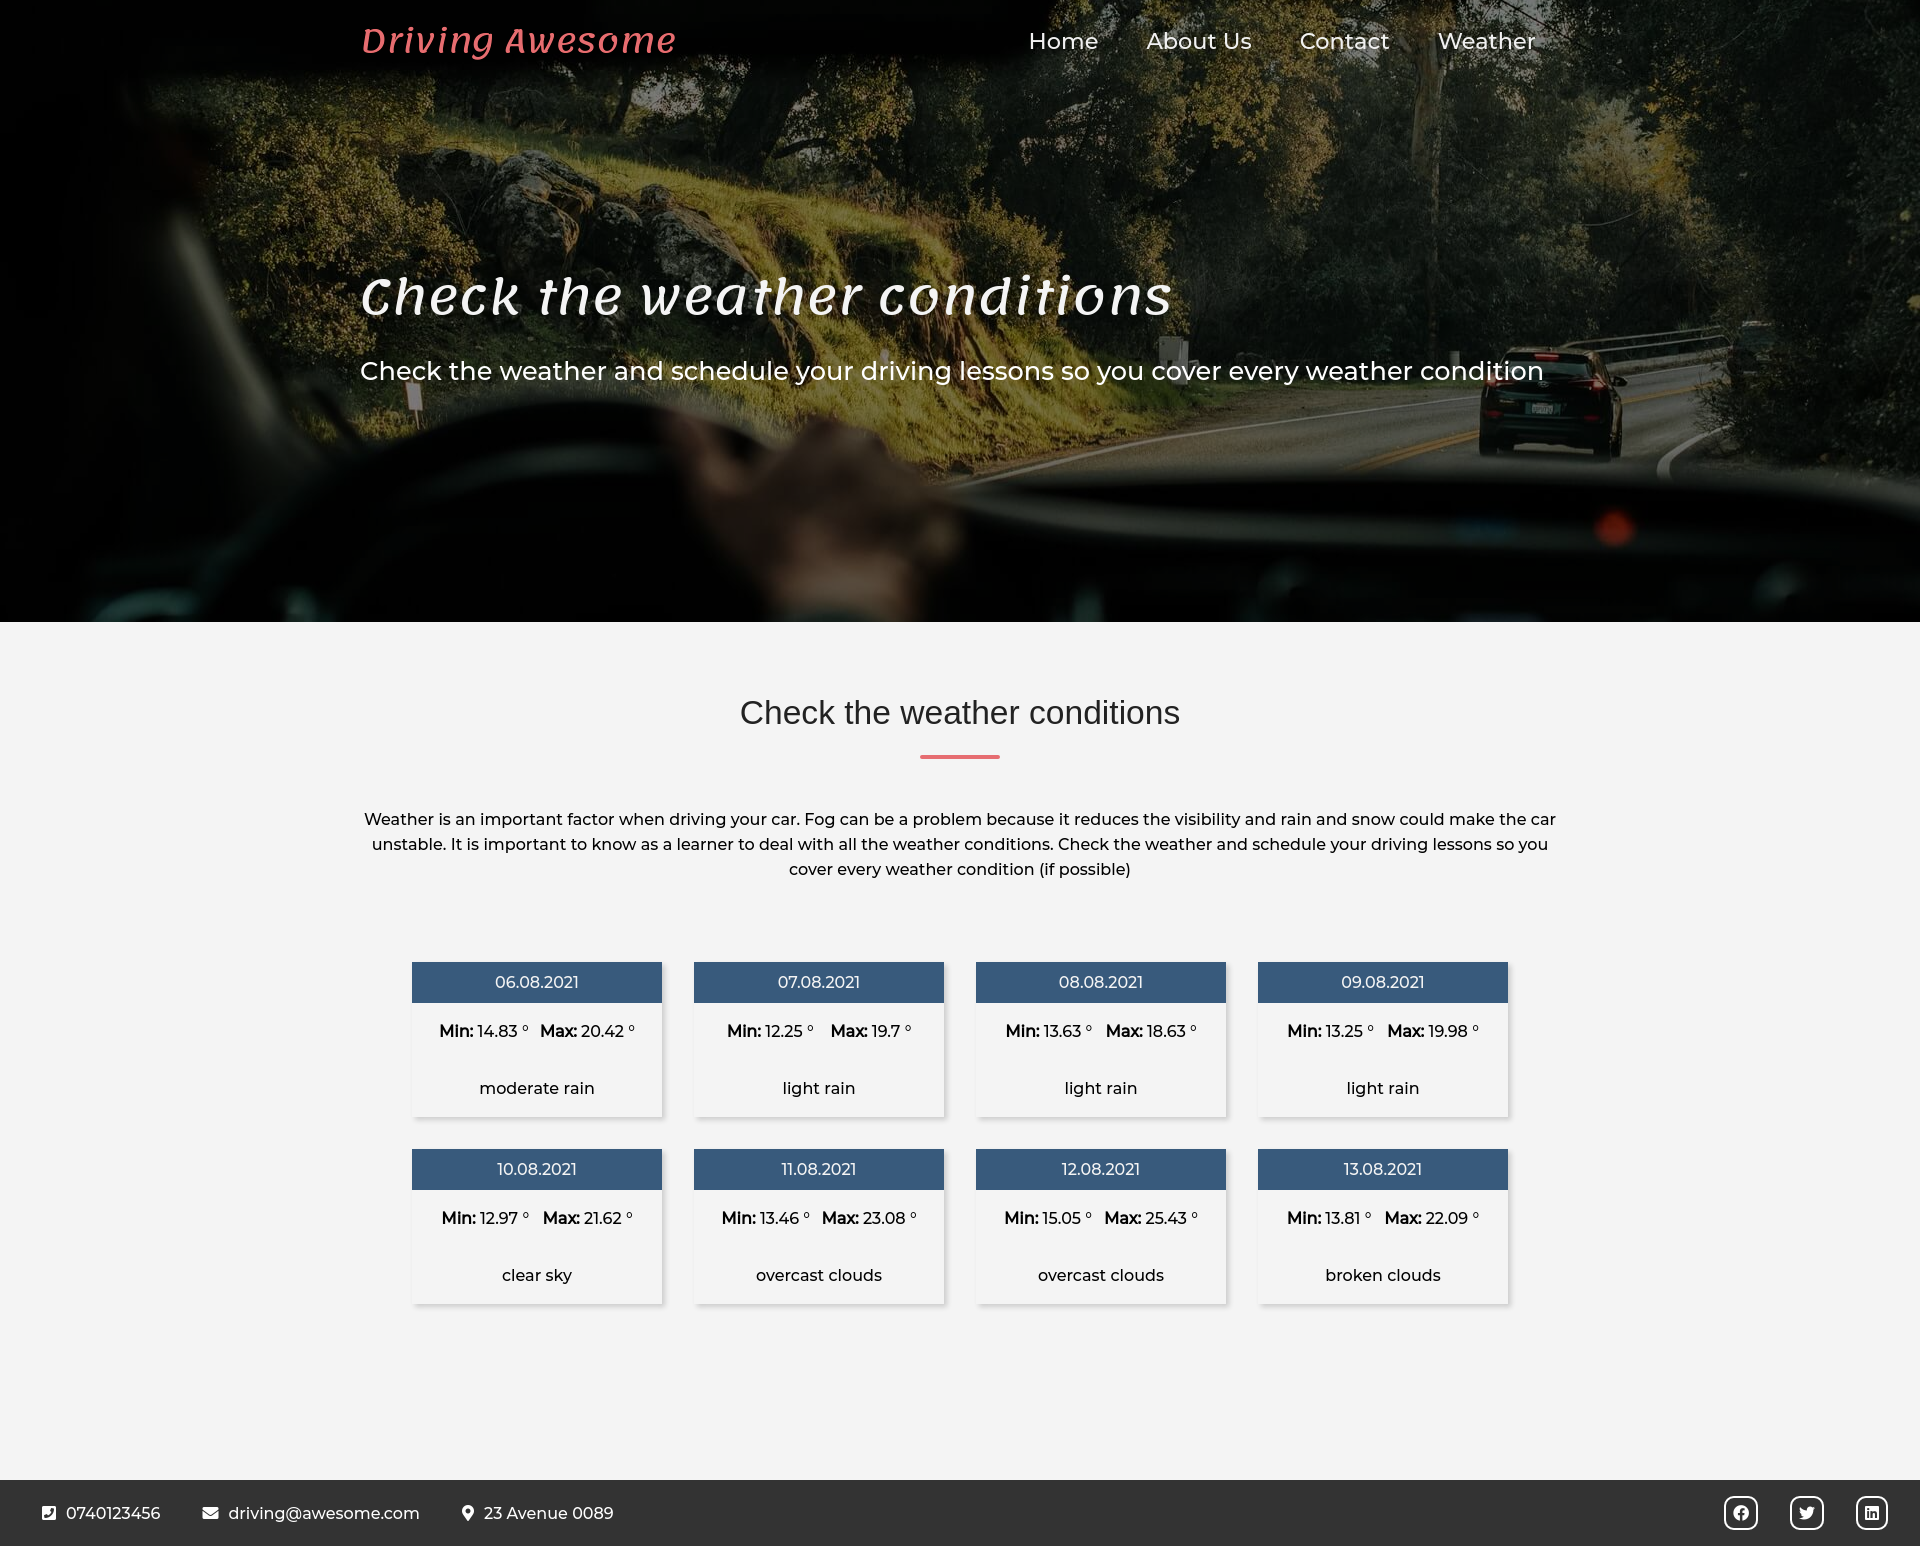 Driving Awesome
Home About Us Contact Weather
Check the weather conditions
Check the weather and schedule your driving lessons so you cover every weather condition
Check the weather conditions
Weather is an important factor when driving your car. Fog can be a problem because it reduces the visibility and rain and snow could make the car
unstable. It is important to know as a learner to deal with all the weather conditions. Check the weather and schedule your driving lessons so you
cover every weather condition (if possible)
06.08.2021
Min: 14.83 ° Max: 20.42 °
moderate rain
07.08.2021
Min: 12.25 ° Max: 19.7 °
light rain
08.08.2021
Min: 13.63 ° Max: 18.63 °
light rain
09.08.2021
Min: 13.25 ° Max: 19.98 °
light rain
10.08.2021
Min: 12.97 ° Max: 21.62 °
clear sky
11.08.2021
Min: 13.46 ° Max: 23.08 °
overcast clouds
12.08.2021
Min: 15.05 ° Max: 25.43 °
overcast clouds
13.08.2021
Min: 13.81 ° Max: 22.09 °
broken clouds
0740123456 driving@awesome.com 23 Avenue 0089